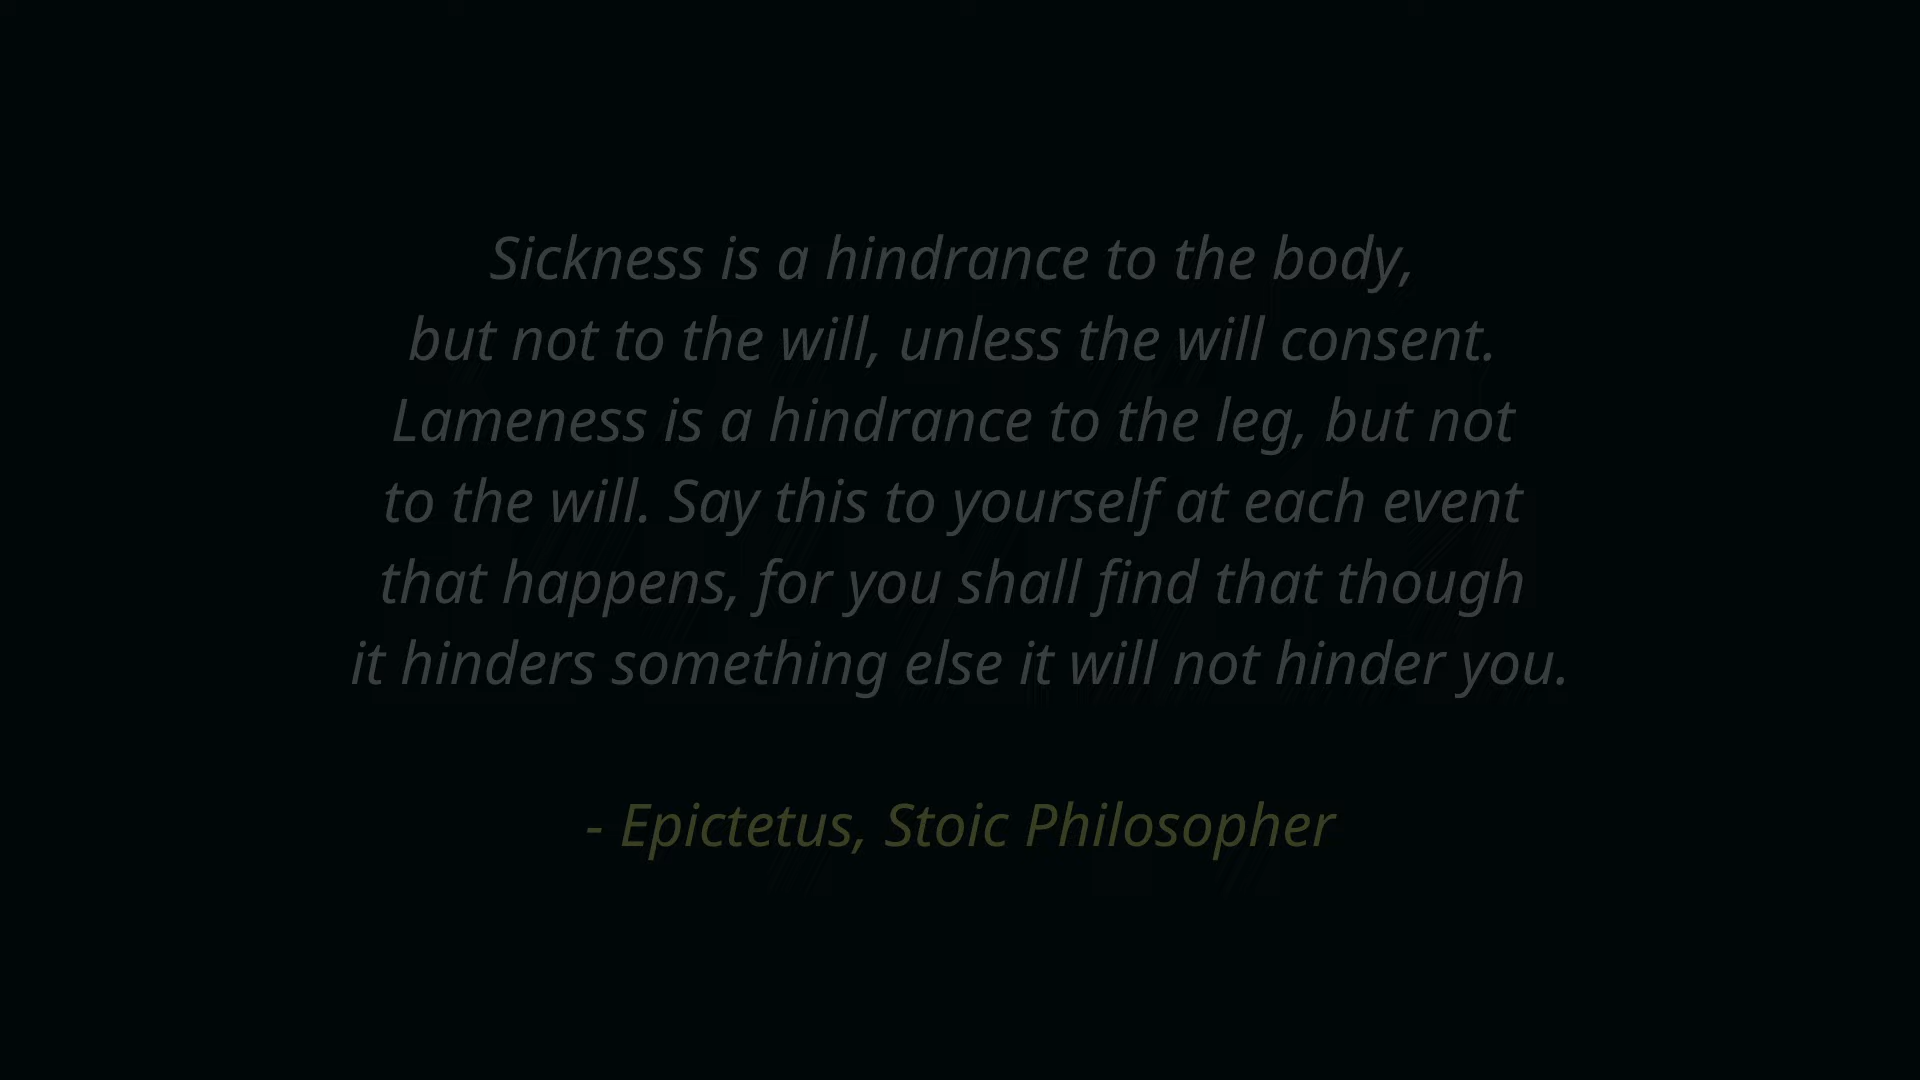 Sickness is a hindrance to the body,
but not to the will, unless the will consent.
Lameness is a hindrance to the leg, but not
to the will. Say this to yourself at each event
that happens, for you shall find that though
it hinders something else it will not hinder you.
- Epictetus, Stoic Philosopher